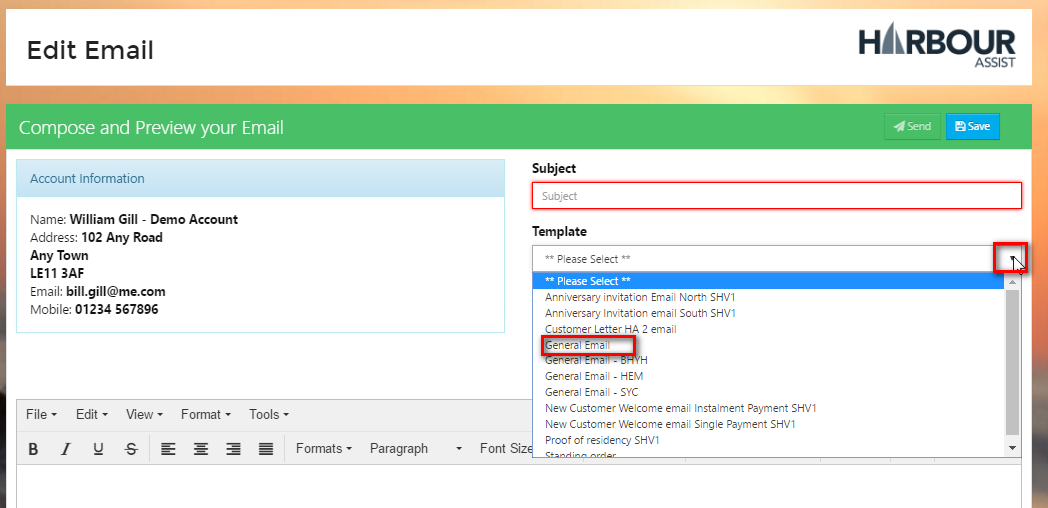 Edit Email
HARBOUR
ASSIST
Compose and Preview your Email
Send
Save
Account Information
Name: William Gill - Demo Account
Address: 102 Any Road
Any Town
LE11 3AF
Email: bill.gill@me.com
Mobile: 01234 567896
Subject
Subject
Template
** Please Select **
** Please Select **
Anniversary invitation Email North SHV1
Anniversary Invitation email South SHV1
Customer Letter HA 2 email
General Email
General Email - BHYH
General Email - HEM
General Email - SYC
New Customer Welcome email Instalment Payment SHV1
New Customer Welcome email Single Payment SHV1
Proof of residency SHV1
Standing order
File Edit View Format Tools
B I U S Formats Paragraph Font Size